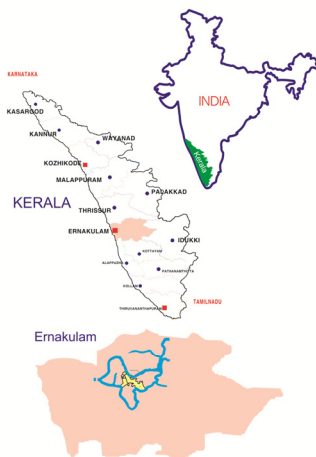 KARNATAKA
KASARGOD
KANNUR
WAYANAD
KOZHIKODE
MALAPPURAM
PALAKKAD
KERALA
THRISSUR
ERNAKULAM
IDUKKI
KOTTAYAM
ALAPPUZHA
PATHANAMTHITTA
KOLLAM
THIRUVANANTHAPURAM
TAMILNADU
INDIA
Kerala
Ernakulam